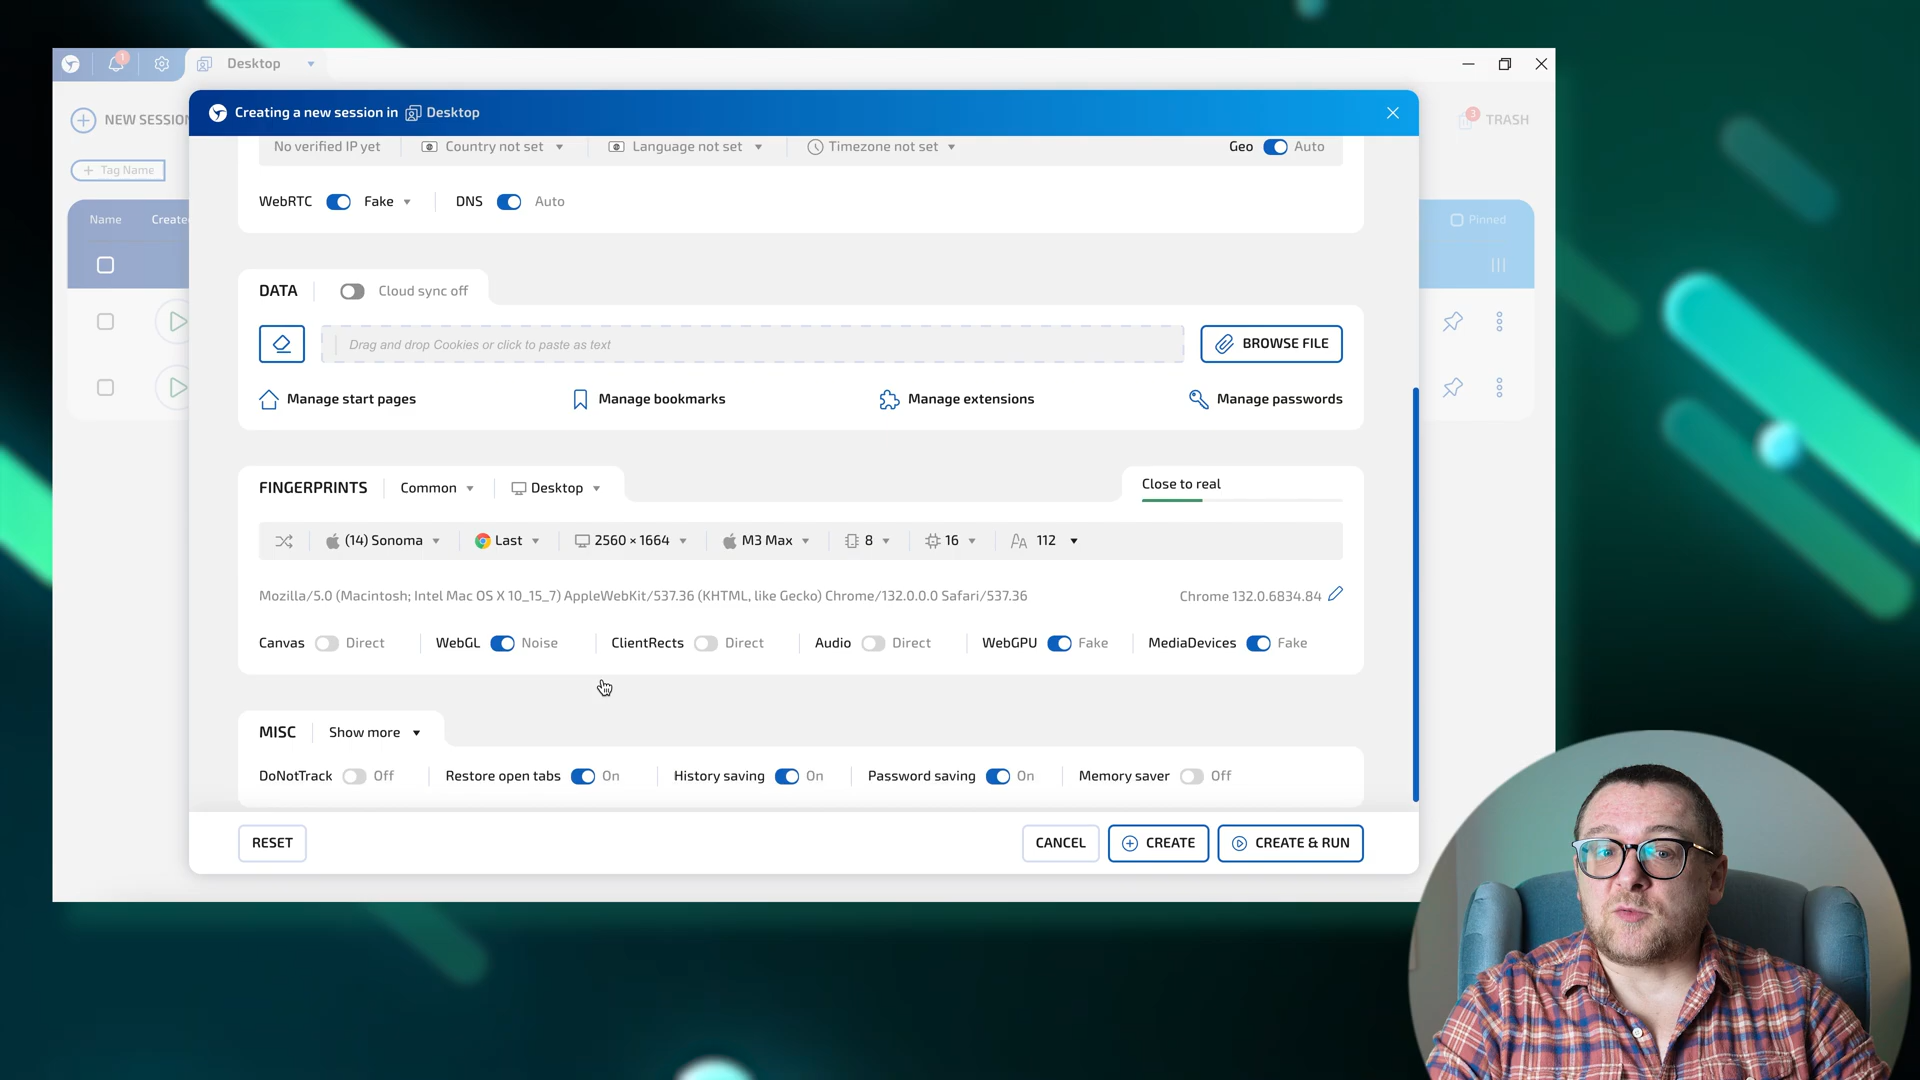 1
Desktop
Creating a new session in Desktop
NEW SESSION
3
TRASH
+ Tag Name
No verified IP yet
Country not set
Language not set
Timezone not set
Geo
Auto
WebRTC
Fake
DNS
Auto
Name
Create
Pinned
DATA
Cloud sync off
Drag and drop Cookies or click to paste as text
BROWSE FILE
Manage start pages
Manage bookmarks
Manage extensions
Manage passwords
FINGERPRINTS
Common
Desktop
Close to real
(14) Sonoma
Last
2560 × 1664
M3 Max
8
16
112
Mozilla/5.0 (Macintosh; Intel Mac OS X 10_15_7) AppleWebKit/537.36 (KHTML, like Gecko) Chrome/132.0.0.0 Safari/537.36
Chrome 132.0.6834.84
Canvas
Direct
WebGL
Noise
ClientRects
Direct
Audio
Direct
WebGPU
Fake
MediaDevices
Fake
MISC
Show more
DoNotTrack
Off
Restore open tabs
On
History saving
On
Password saving
On
Memory saver
Off
RESET
CANCEL
CREATE
CREATE & RUN